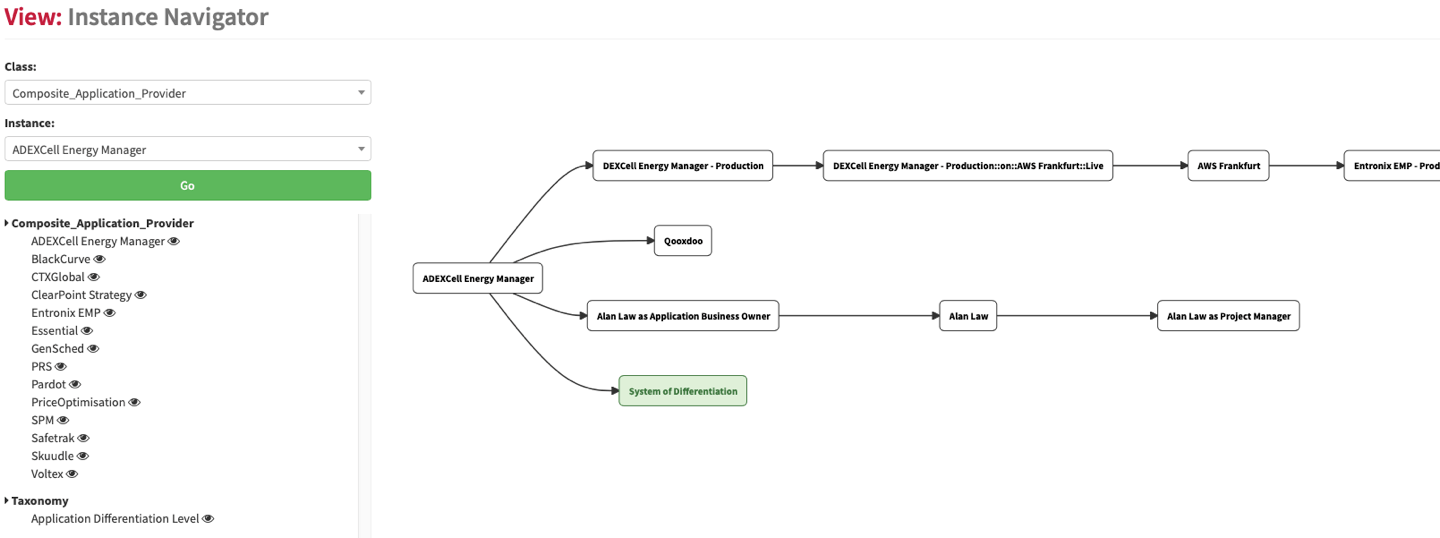 View: Instance Navigator
Class:
Composite_Application_Provider
Instance:
ADEXCell Energy Manager
Go
Composite_Application_Provider
ADEXCell Energy Manager
BlackCurve
CTXGlobal
ClearPoint Strategy
Entronix EMP
Essential
GenSched
PRS
Pardot
PriceOptimisation
SPM
Safetrak
Skuudle
Voltex
Taxonomy
Application Differentiation Level
DEXCell Energy Manager - Production
DEXCell Energy Manager - Production::on::AWS Frankfurt::Live
AWS Frankfurt
Entronix EMP - Prod
Qooxdoo
ADEXCell Energy Manager
Alan Law as Application Business Owner
Alan Law
Alan Law as Project Manager
System of Differentiation